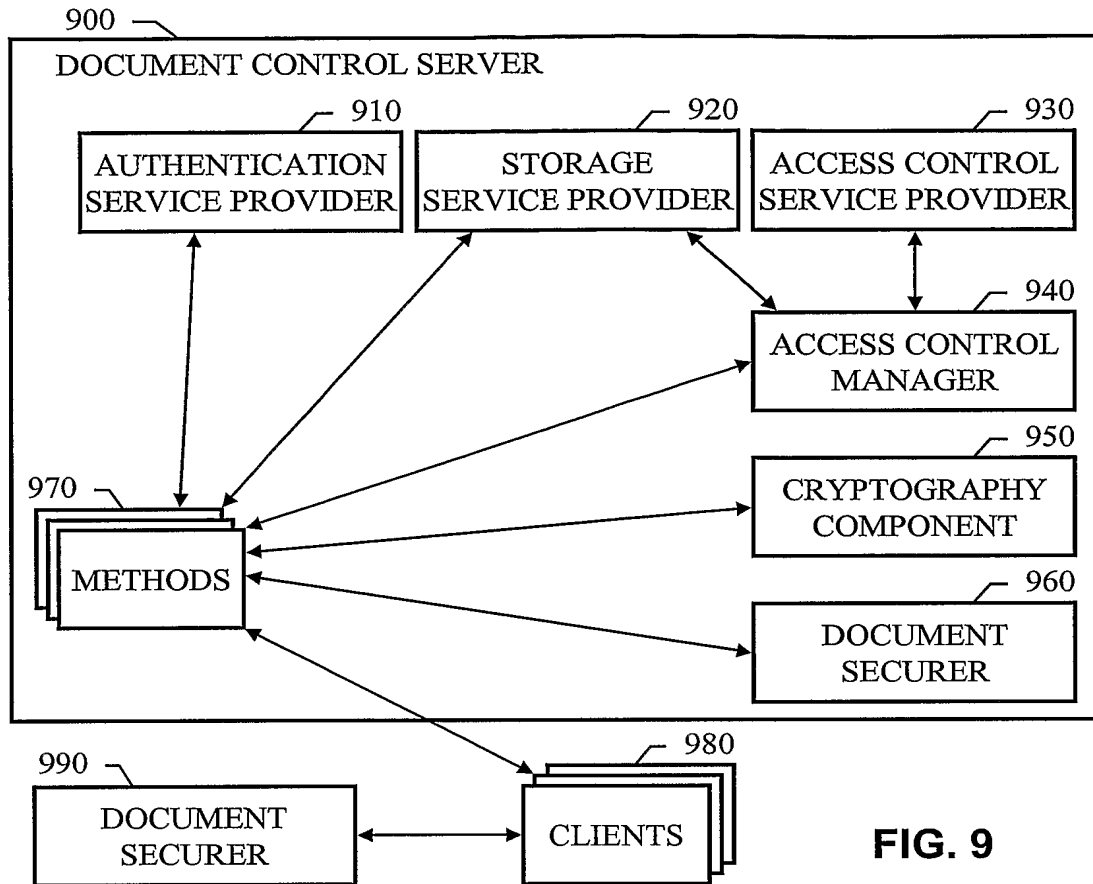 900
DOCUMENT CONTROL SERVER
910
AUTHENTICATION
SERVICE PROVIDER
920
STORAGE
SERVICE PROVIDER
930
ACCESS CONTROL
SERVICE PROVIDER
940
ACCESS CONTROL
MANAGER
950
CRYPTOGRAPHY
COMPONENT
970
METHODS
960
DOCUMENT
SECURER
990
DOCUMENT
SECURER
980
CLIENTS
FIG. 9